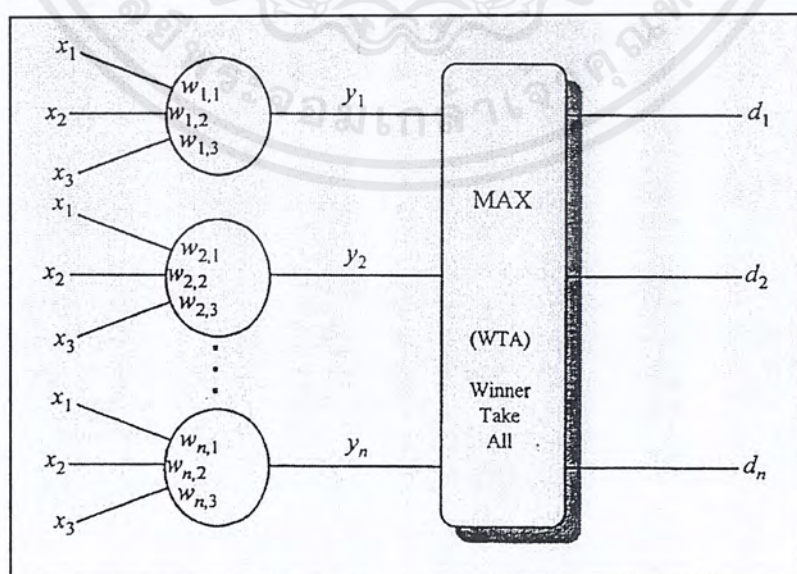 x₁
w₁,₁
y₁
x₂
w₁,₂
d₁
w₁,₃
x₃
MAX
x₁
w₂,₁
y₂
x₂
w₂,₂
d₂
w₂,₃
x₃
(WTA)
Winner
Take
All
x₁
wₙ,₁
yₙ
x₂
wₙ,₂
dₙ
wₙ,₃
x₃